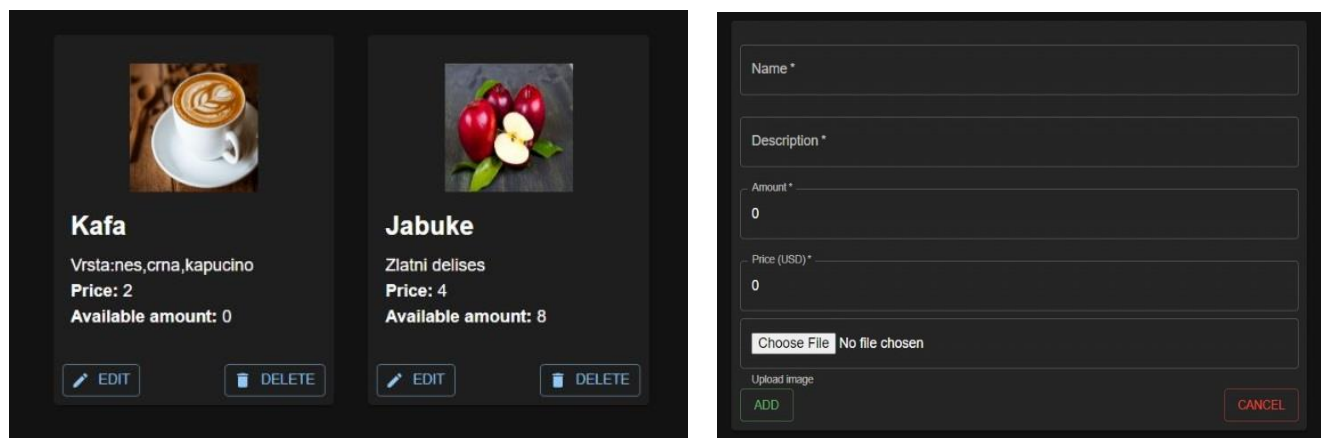 Kafa
Vrsta:nes,crna,kapucino
Price: 2
Available amount: 0
EDIT
DELETE
Jabuke
Zlatni delises
Price: 4
Available amount: 8
EDIT
DELETE
Name *
Description *
Amount *
0
Price (USD) *
0
Choose File No file chosen
Upload image
ADD
CANCEL